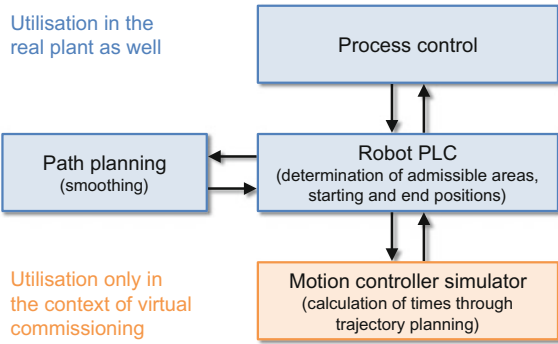 Utilisation in the
real plant as well
Process control
Path planning
(smoothing)
Robot PLC
(determination of admissible areas,
starting and end positions)
Utilisation only in
the context of virtual
commissioning
Motion controller simulator
(calculation of times through
trajectory planning)